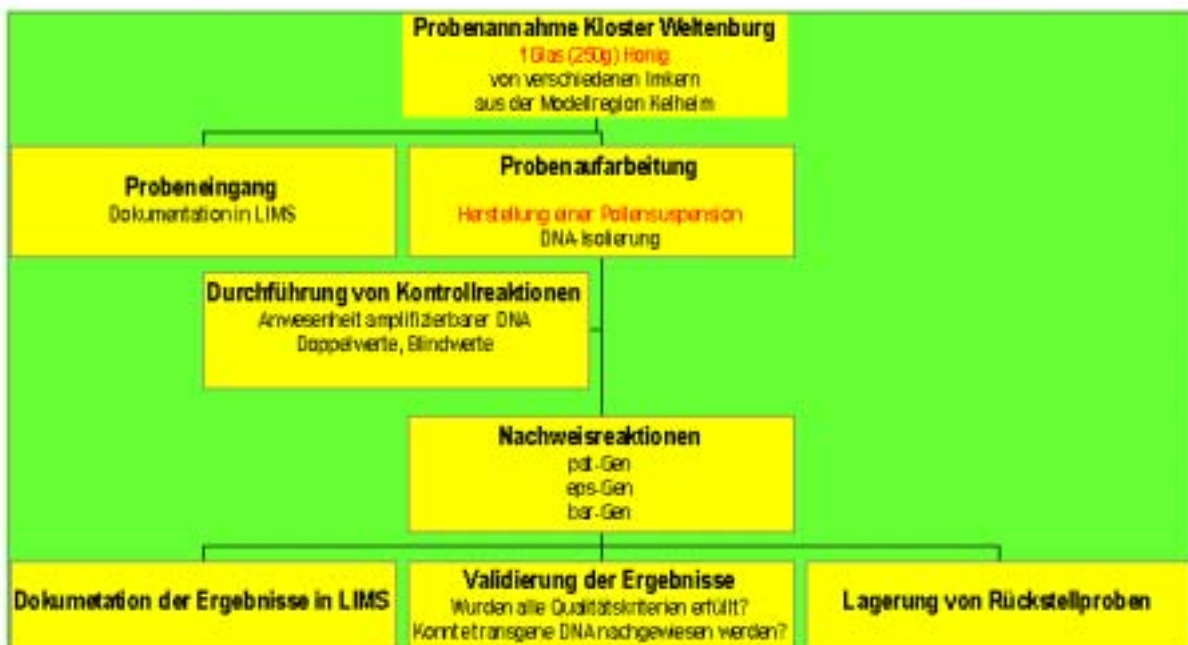 Probenannahme Kloster Weltenburg
1 Glas (250g) Honig
von verschiedenen Imkern
aus der Modellregion Kelheim
Probeneingang
Dokumentation in LIMS
Probenaufarbeitung
Herstellung einer Pollensuspension
DNA-Isolierung
Durchführung von Kontrollreaktionen
Anwesenheit amplifizierbarer DNA
Doppelwerte, Blindwerte
Nachweisreaktionen
pat-Gen
eps-Gen
bar-Gen
Dokumetation der Ergebnisse in LIMS
Validierung der Ergebnisse
Wurden alle Qualitätskriterien erfüllt?
Konnte transgene DNA nachgewiesen werden?
Lagerung von Rückstellproben